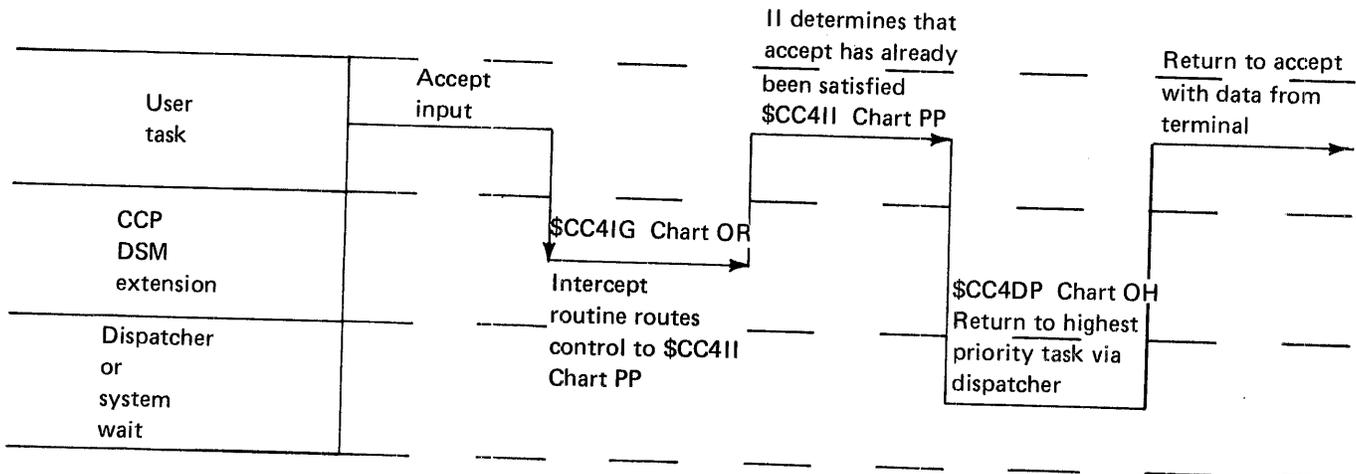 User
task
CCP
DSM
extension
Dispatcher
or
system
wait
Accept
input
$CC4IG Chart OR
Intercept
routine routes
control to $CC4II
Chart PP
II determines that
accept has already
been satisfied
$CC4II Chart PP
$CC4DP Chart OH
Return to highest
priority task via
dispatcher
Return to accept
with data from
terminal